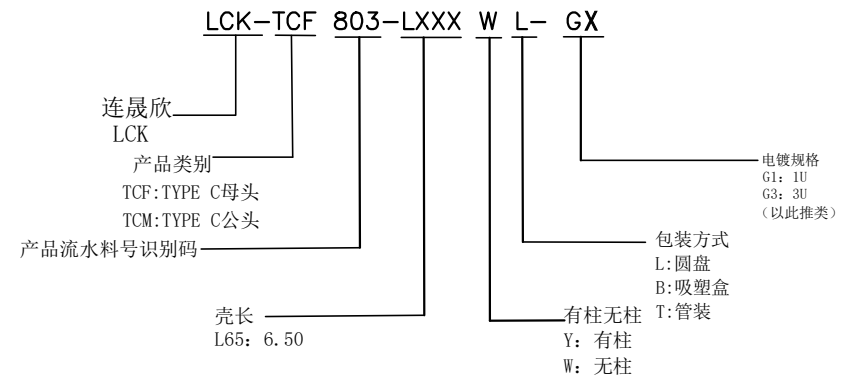 LCK-TCF 803-LXXX W L- GX
连晟欣
LCK
产品类别
TCF:TYPE C母头
TCM:TYPE C公头
产品流水料号识别码
壳长
L65: 6.50
有柱无柱
Y: 有柱
W: 无柱
包装方式
L:圆盘
B:吸塑盒
T:管装
电镀规格
G1: 1U
G3: 3U
(以此推类)